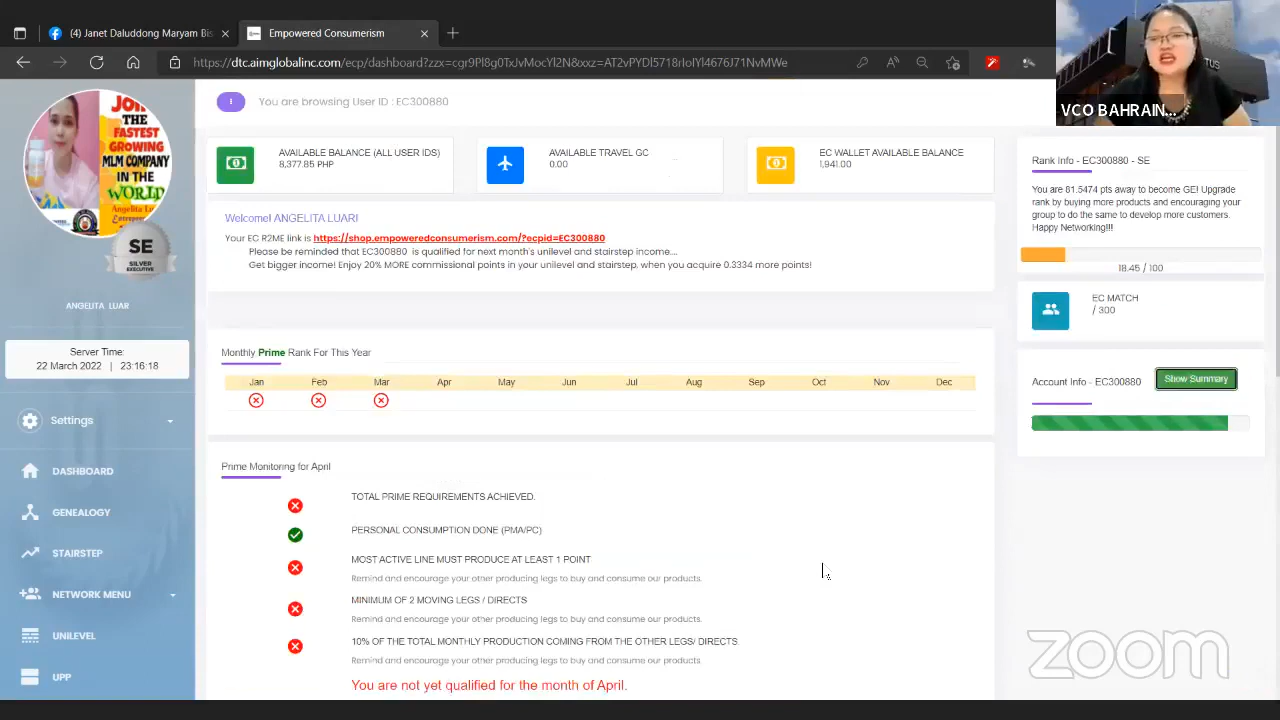 (4) Janet Daluddong Maryam Bis
Empowered Consumerism
https://dtc.aimglobalinc.com/ecp/dashboard?zzx=cgr9Pl8g0TxJvMocYl2N&xxz=AT2vPYDl5718rIoIYl4676J71NvMWe
VCO BAHRAIN...
JOIN
THE
FASTEST
GROWING
MLM COMPANY
IN THE
WORLD
Angelita Lu
SE
SILVER
EXECUTIVE
ANGELITA LUAR
Server Time:
22 March 2022 | 23:16:18
Settings
DASHBOARD
GENEALOGY
STAIRSTEP
NETWORK MENU
UNILEVEL
UPP
You are browsing User ID : EC300880
AVAILABLE BALANCE (ALL USER IDS)
8,377.85 PHP
AVAILABLE TRAVEL GC
0.00
EC WALLET AVAILABLE BALANCE
1,941.00
Welcome! ANGELITA LUAR!
Your EC R2ME link is https://shop.empoweredconsumerism.com/?ecpid=EC300880
Please be reminded that EC300880 is qualified for next month's unilevel and stairstep income....
Get bigger income! Enjoy 20% MORE commissional points in your unilevel and stairstep, when you acquire 0.3334 more points!
Monthly Prime Rank For This Year
Jan Feb Mar Apr May Jun Jul Aug Sep Oct Nov Dec
Prime Monitoring for April
TOTAL PRIME REQUIREMENTS ACHIEVED.
PERSONAL CONSUMPTION DONE (PMA/PC)
MOST ACTIVE LINE MUST PRODUCE AT LEAST 1 POINT
Remind and encourage your other producing legs to buy and consume our products.
MINIMUM OF 2 MOVING LEGS / DIRECTS
Remind and encourage your other producing legs to buy and consume our products.
10% OF THE TOTAL MONTHLY PRODUCTION COMING FROM THE OTHER LEGS/ DIRECTS.
Remind and encourage your other producing legs to buy and consume our products
You are not yet qualified for the month of April.
Rank Info - EC300880 - SE
You are 81.5474 pts away to become GE! Upgrade
rank by buying more products and encouraging your
group to do the same to develop more customers.
Happy Networking!!!
18.45 / 100
EC MATCH
/ 300
Account Info - EC300880
Show Summary
zoom